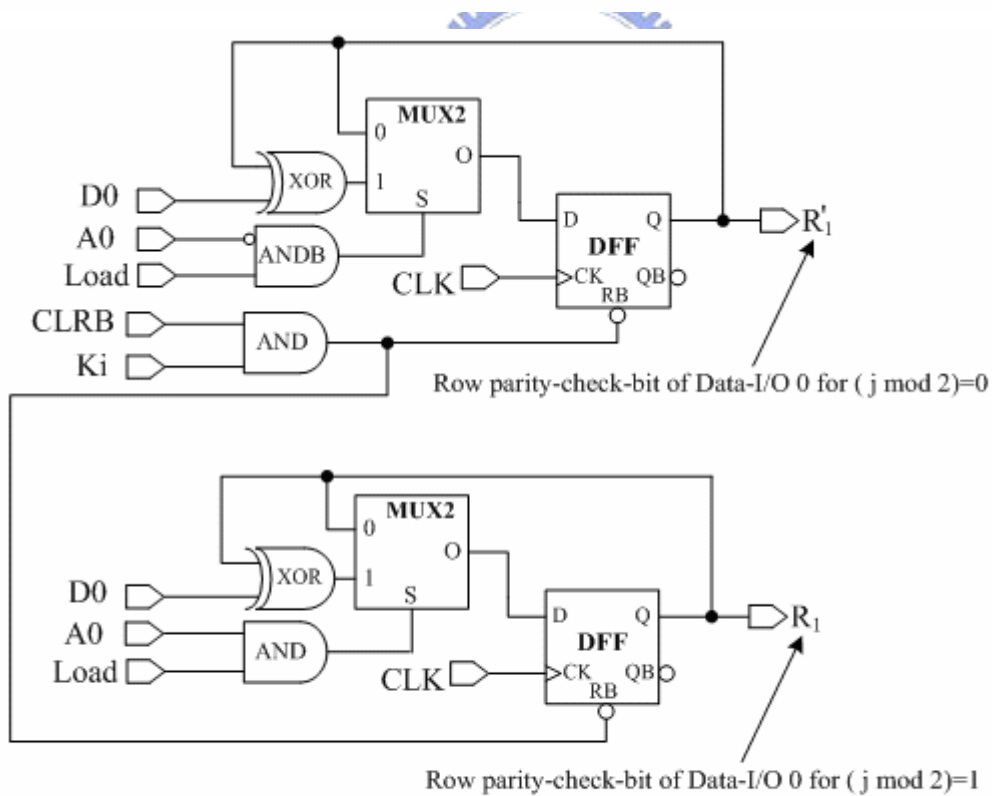 MUX2
0
O
XOR
1
S
D0
A0
ANDB
Load
D
Q
R'1
DFF
CLK
CK
QB
RB
CLRB
AND
Ki
Row parity-check-bit of Data-I/O 0 for ( j mod 2)=0
MUX2
0
O
XOR
1
S
D0
A0
AND
Load
D
Q
R1
DFF
CLK
CK
QB
RB
Row parity-check-bit of Data-I/O 0 for ( j mod 2)=1